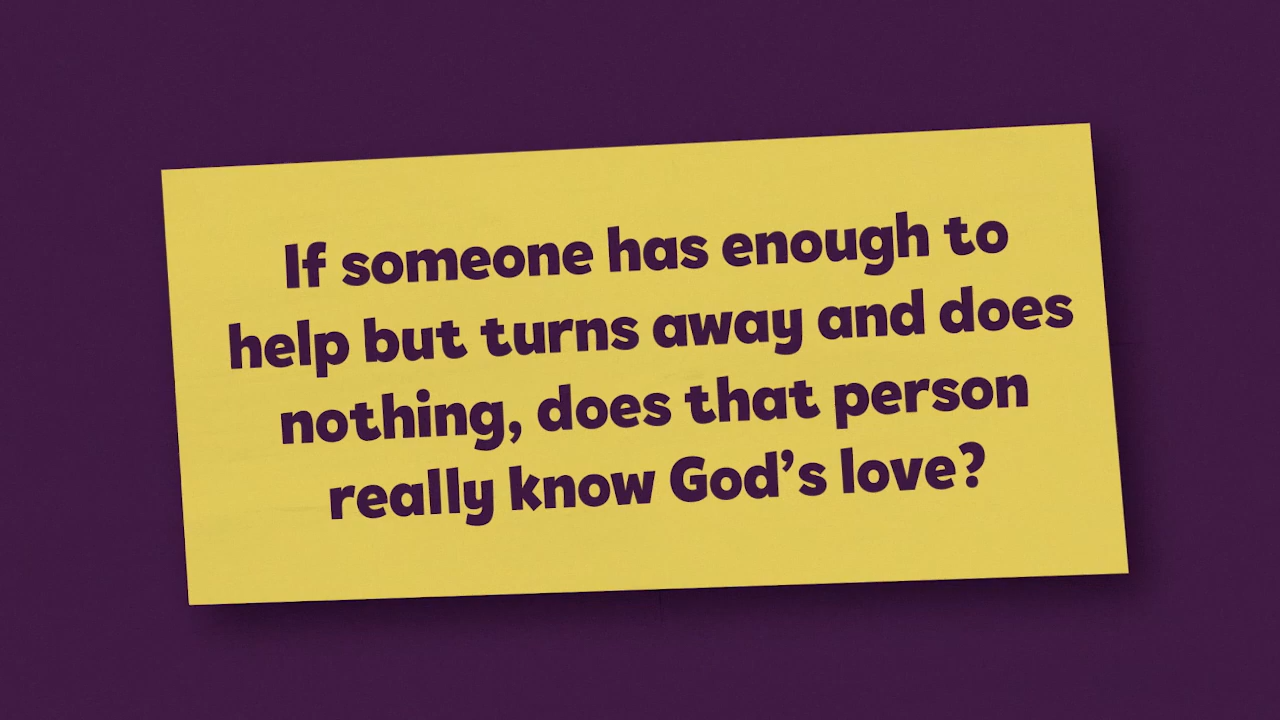 If someone has enough to
help but turns away and does
nothing, does that person
really know God’s love?